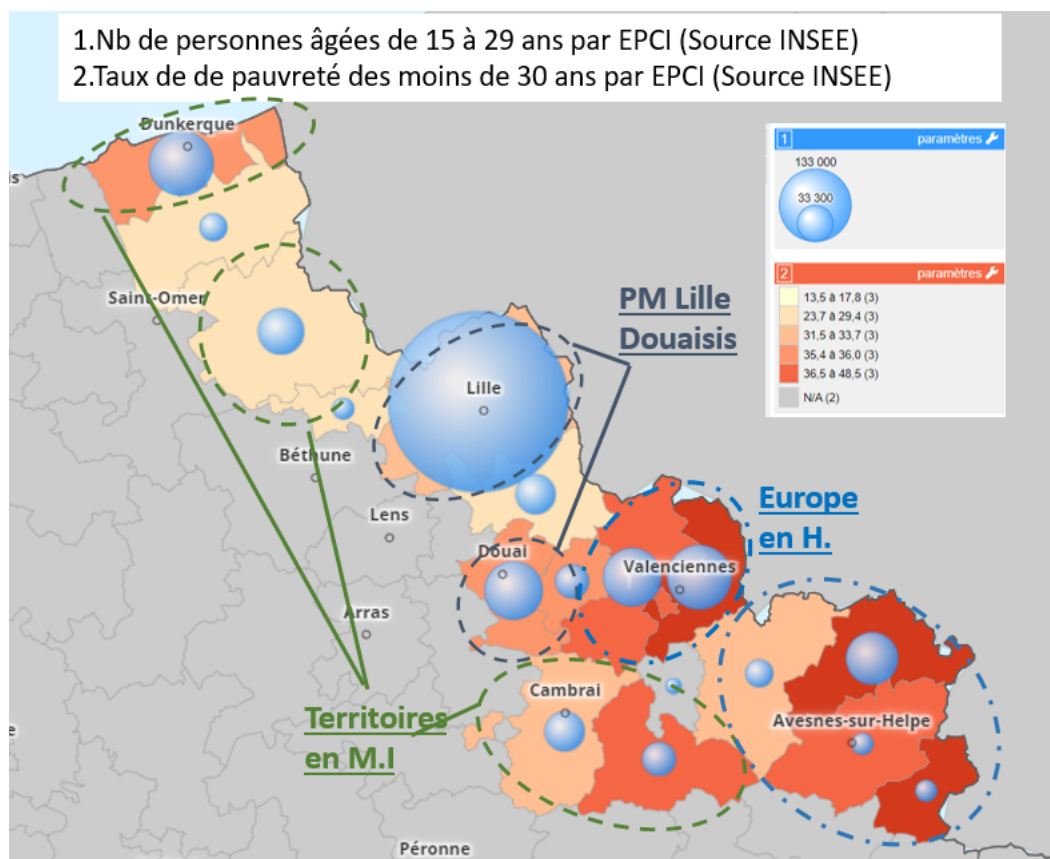 1.Nb de personnes âgées de 15 à 29 ans par EPCI (Source INSEE)
2.Taux de de pauvreté des moins de 30 ans par EPCI (Source INSEE)
Dunkerque
1 paramètres
133 000
33 300
is
2 paramètres
13,5 à 17,8 (3)
23,7 à 29,4 (3)
31,5 à 33,7 (3)
35,4 à 36,0 (3)
36,5 à 48,5 (3)
N/A (2)
Saint-Omer
PM Lille
Douaisis
Lille
Béthune
Lens
Europe
en H.
Douai
Valenciennes
Arras
Cambrai
Territoires
en M.I
Avesnes-sur-Helpe
e
Péronne